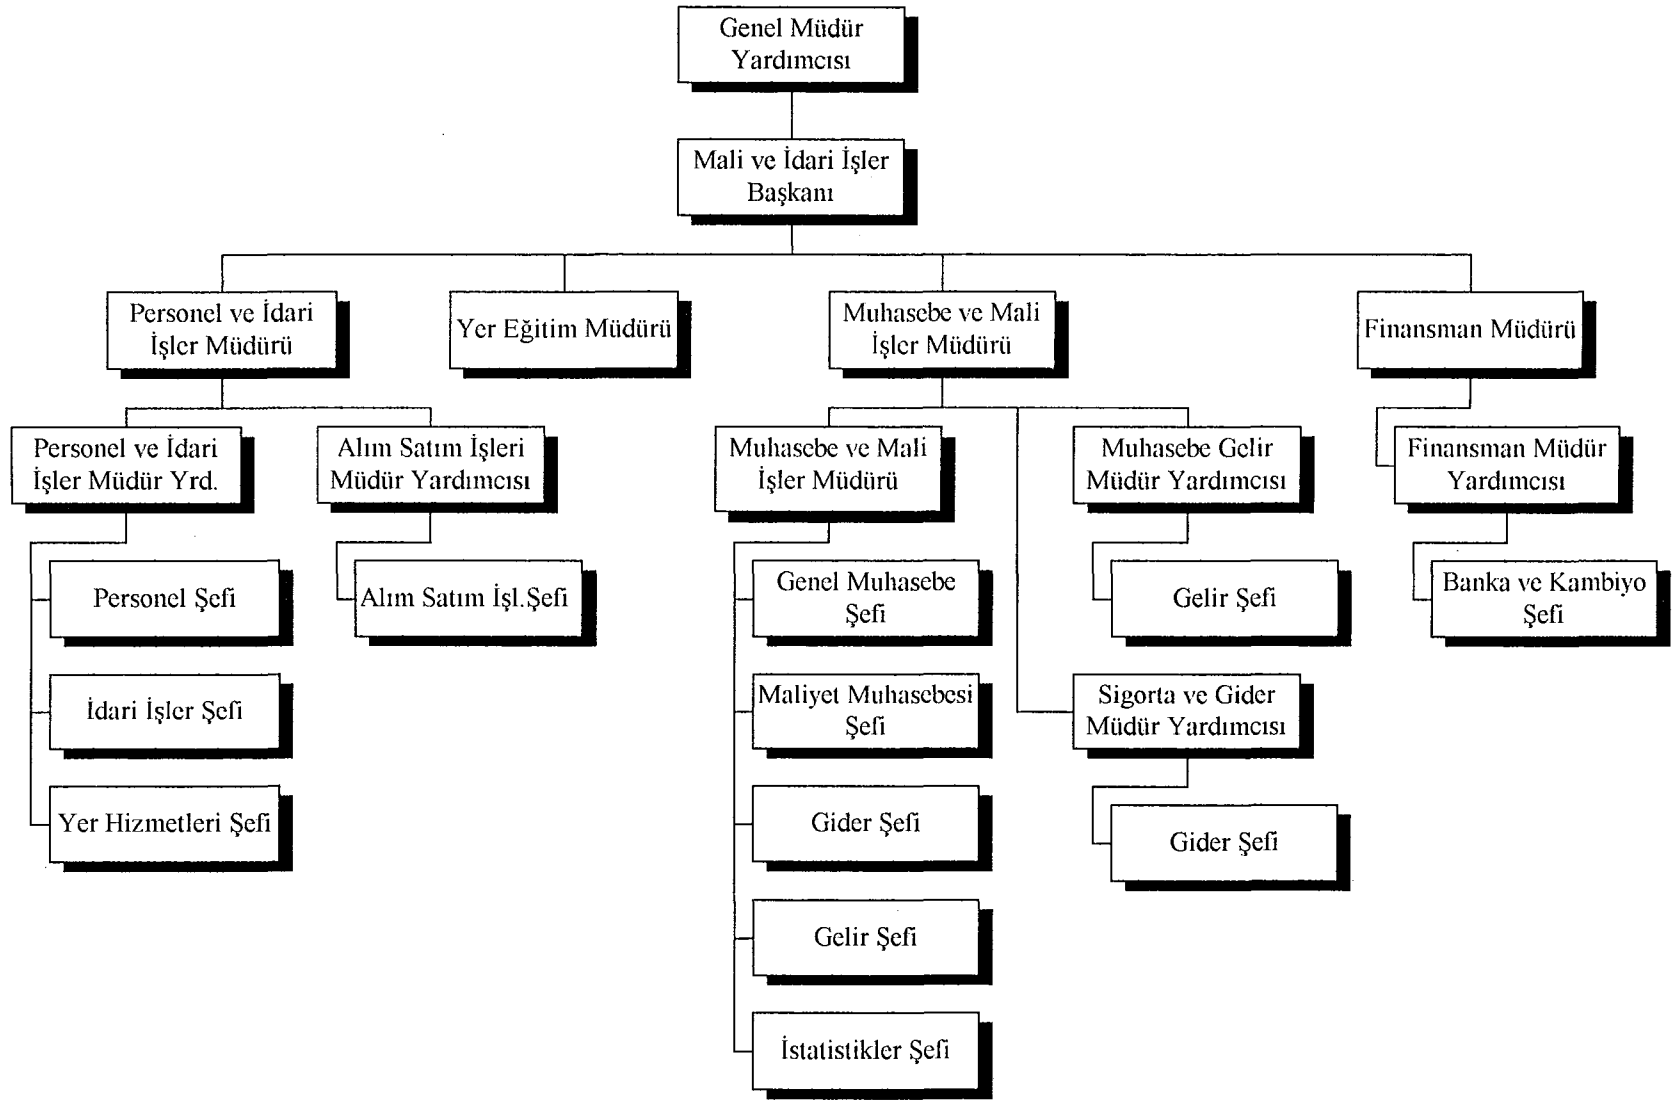 Genel Müdür
Yardımcısı
Mali ve İdari İşler
Başkanı
Personel ve İdari
İşler Müdürü
Yer Eğitim Müdürü
Muhasebe ve Mali
İşler Müdürü
Finansman Müdürü
Personel ve İdari
İşler Müdür Yrd.
Alım Satım İşleri
Müdür Yardımcısı
Muhasebe ve Mali
İşler Müdürü
Muhasebe Gelir
Müdür Yardımcısı
Finansman Müdür
Yardımcısı
Personel Şefi
Alım Satım İşl.Şefi
Genel Muhasebe
Şefi
Gelir Şefi
Banka ve Kambiyo
Şefi
İdari İşler Şefi
Maliyet Muhasebesi
Şefi
Sigorta ve Gider
Müdür Yardımcısı
Yer Hizmetleri Şefi
Gider Şefi
Gider Şefi
Gelir Şefi
İstatistikler Şefi